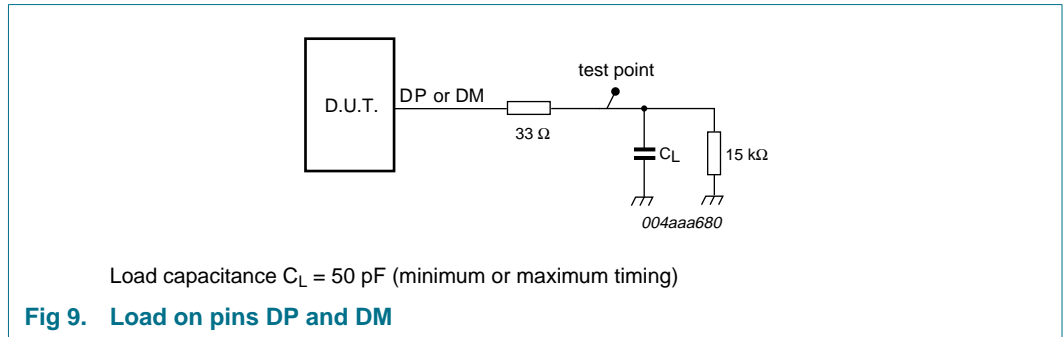 test point
D.U.T.
DP or DM
33 Ω
CL
15 kΩ
004aaa680
Load capacitance CL = 50 pF (minimum or maximum timing)
Fig 9. Load on pins DP and DM